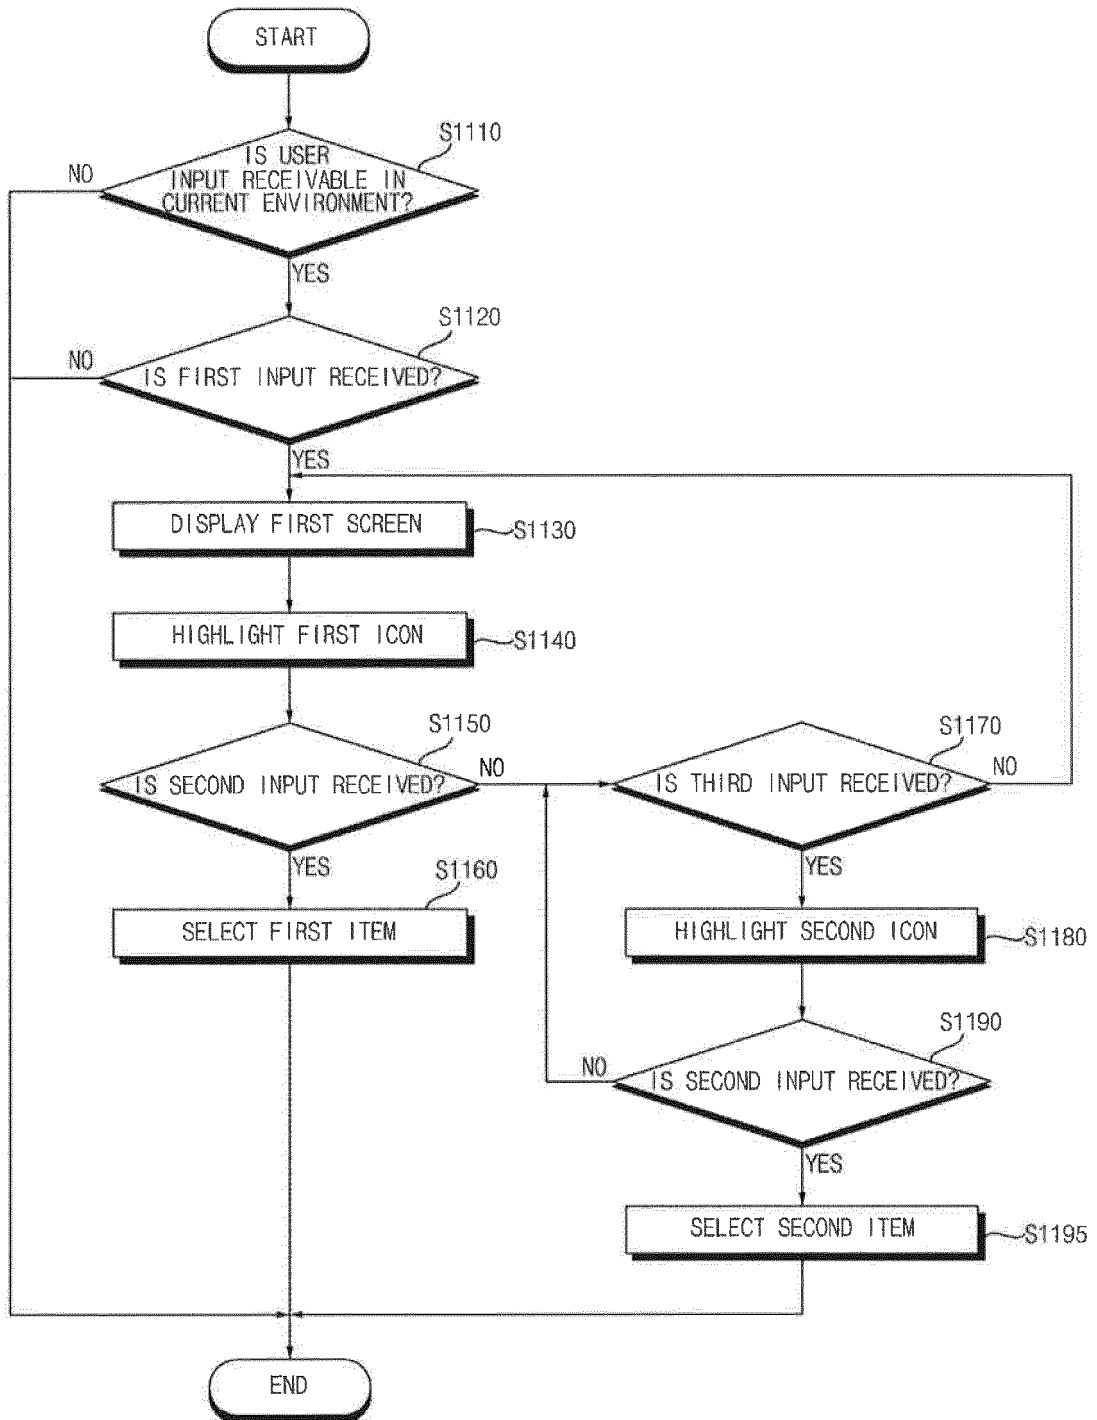 START
S1110
NO
IS USER
INPUT RECEIVABLE IN
CURRENT ENVIRONMENT?
YES
S1120
NO
IS FIRST INPUT RECEIVED?
YES
DISPLAY FIRST SCREEN
S1130
HIGHLIGHT FIRST ICON
S1140
S1150
IS SECOND INPUT RECEIVED?
NO
S1170
IS THIRD INPUT RECEIVED?
NO
YES
S1160
SELECT FIRST ITEM
YES
HIGHLIGHT SECOND ICON
S1180
S1190
NO
IS SECOND INPUT RECEIVED?
YES
SELECT SECOND ITEM
S1195
END